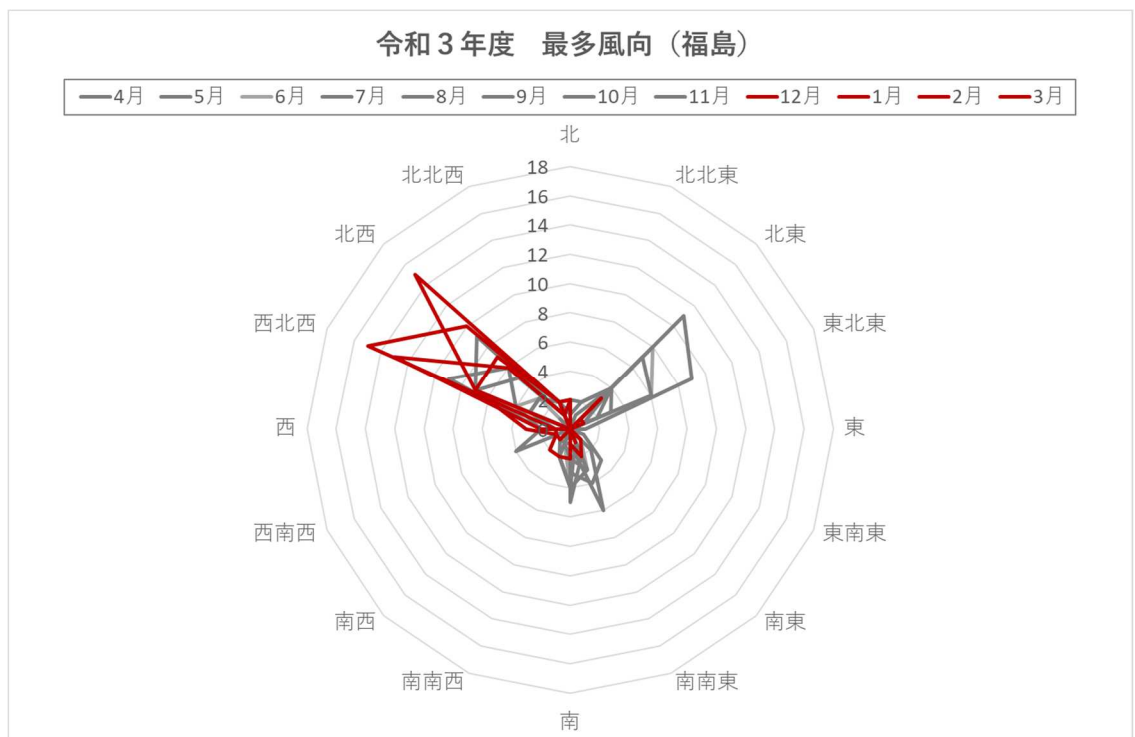 令和３年度　最多風向（福島）
4月 5月 6月 7月 8月 9月 10月 11月 12月 1月 2月 3月
北
18
北北西 北北東
16
14
北西 北東
12
10
西北西 東北東
8
6
4
2
西 0 東
西南西 東南東
南西 南東
南南西 南南東
南